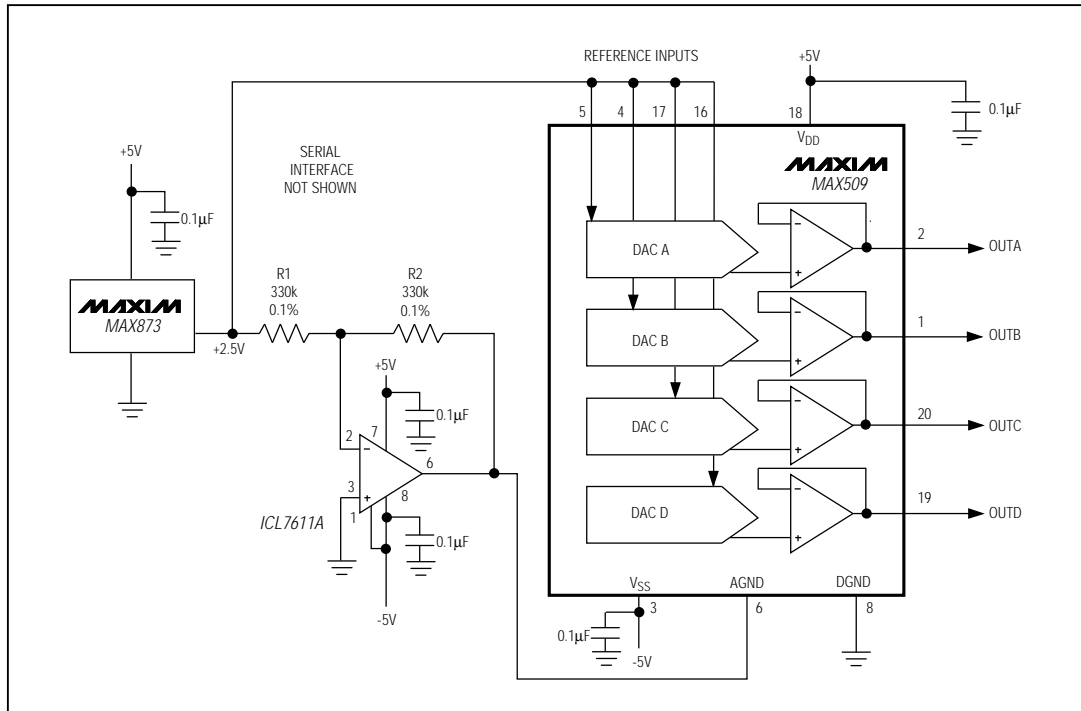 REFERENCE INPUTS
+5V
0.1µF
5
4
17
16
18
VDD
MAXIM
MAX509
SERIAL
INTERFACE
NOT SHOWN
+5V
0.1µF
MAXIM
MAX873
+2.5V
R1
330k
0.1%
R2
330k
0.1%
+5V
0.1µF
2
7
−
6
3
+
8
1
ICL7611A
0.1µF
-5V
DAC A
−
+
2
OUTA
DAC B
−
+
1
OUTB
DAC C
−
+
20
OUTC
DAC D
−
+
19
OUTD
VSS
AGND
DGND
3
6
8
0.1µF
-5V